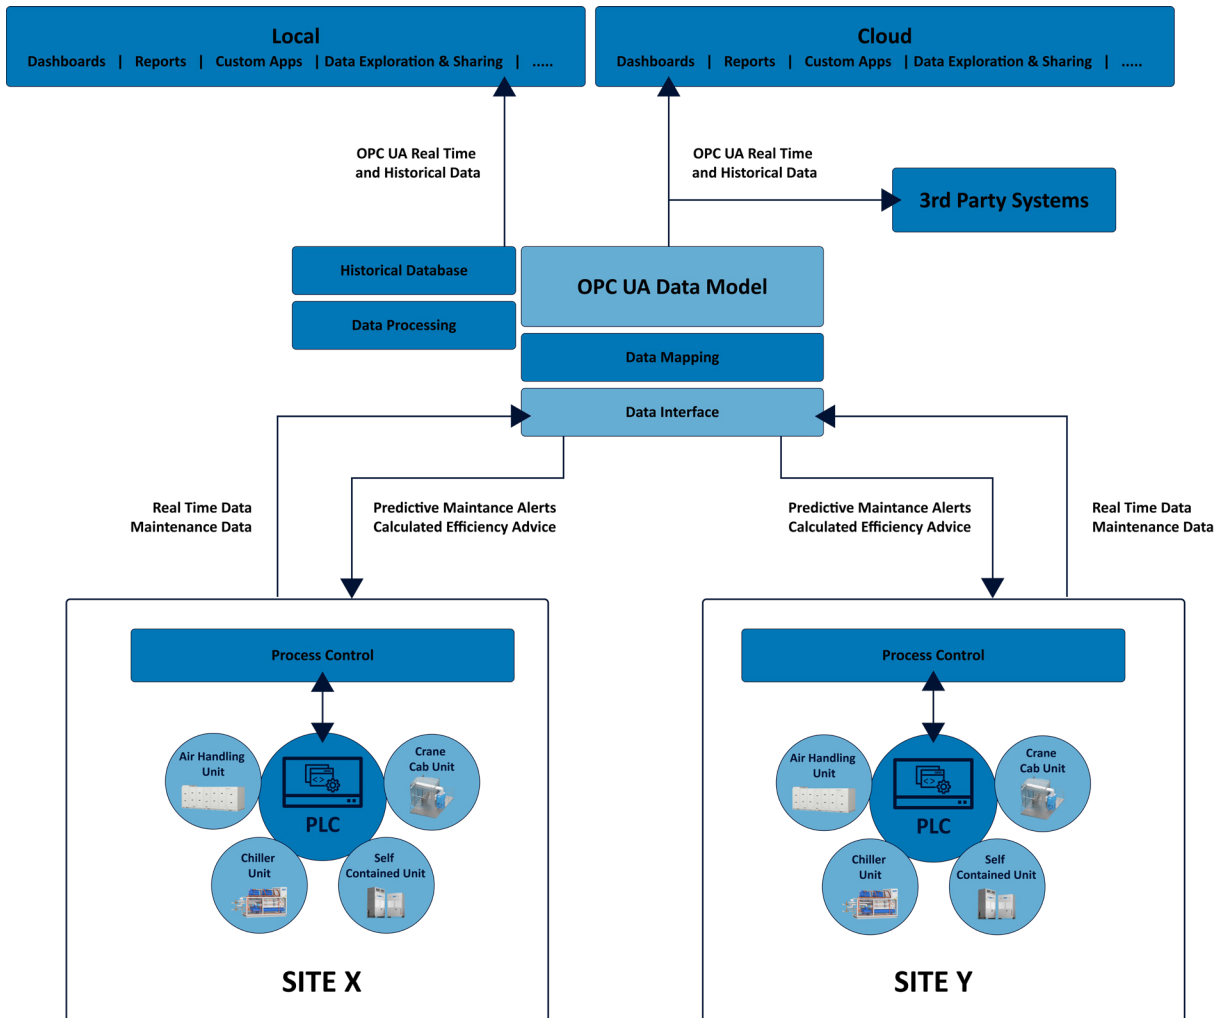 Local
Dashboards | Reports | Custom Apps | Data Exploration & Sharing | .....
Cloud
Dashboards | Reports | Custom Apps | Data Exploration & Sharing | .....
OPC UA Real Time
and Historical Data
OPC UA Real Time
and Historical Data
3rd Party Systems
Historical Database
Data Processing
OPC UA Data Model
Data Mapping
Data Interface
Real Time Data
Maintenance Data
Predictive Maintance Alerts
Calculated Efficiency Advice
Predictive Maintance Alerts
Calculated Efficiency Advice
Real Time Data
Maintenance Data
Process Control
Air Handling
Unit
PLC
Crane
Cab Unit
Chiller
Unit
Self
Contained Unit
SITE X
Process Control
Air Handling
Unit
PLC
Crane
Cab Unit
Chiller
Unit
Self
Contained Unit
SITE Y